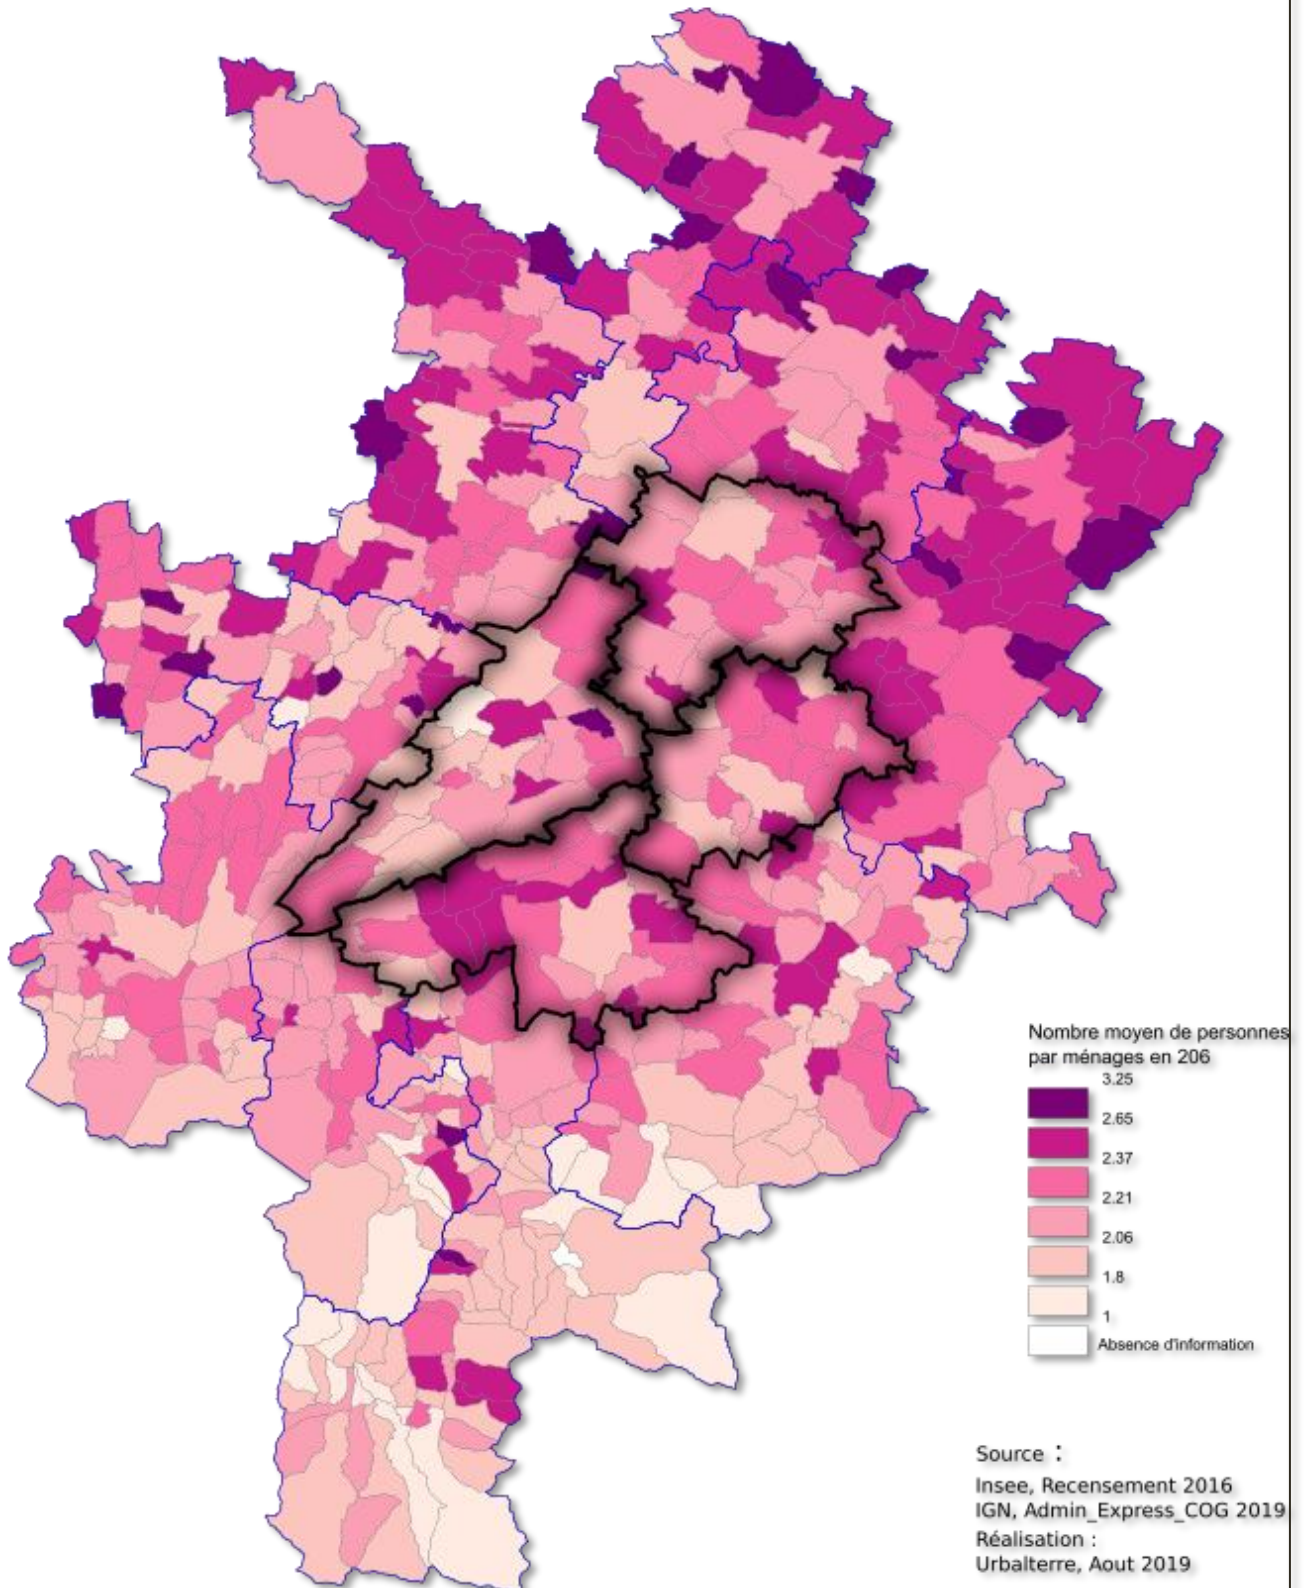 Nombre moyen de personnes
par ménages en 206
3.25
2.65
2.37
2.21
2.06
1.8
1
Absence d'information
Source :
Insee, Recensement 2016
IGN, Admin_Express_COG 2019
Réalisation :
Urbalterre, Aout 2019